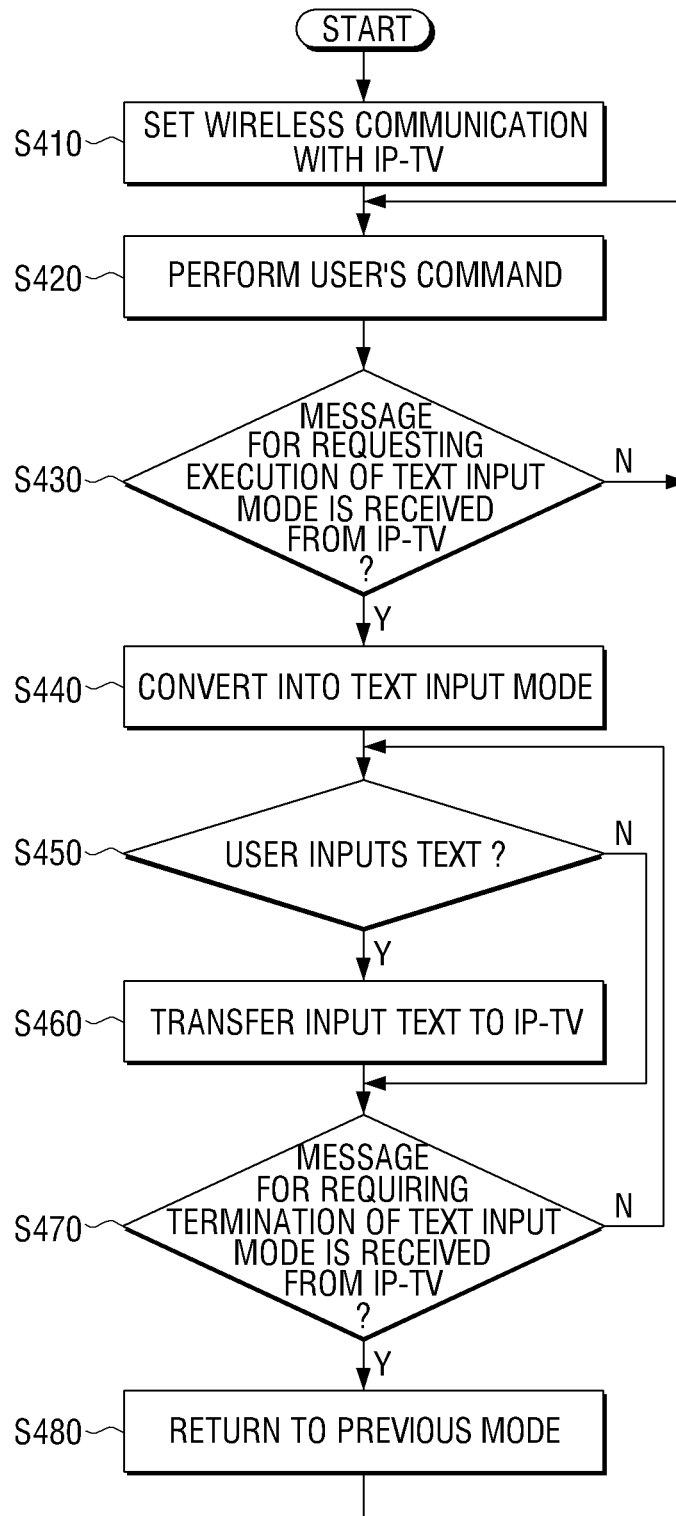 START
S410
SET WIRELESS COMMUNICATION
WITH IP-TV
S420
PERFORM USER'S COMMAND
S430
MESSAGE
FOR REQUESTING
EXECUTION OF TEXT INPUT
MODE IS RECEIVED
FROM IP-TV
?
N
Y
S440
CONVERT INTO TEXT INPUT MODE
S450
USER INPUTS TEXT ?
N
Y
S460
TRANSFER INPUT TEXT TO IP-TV
S470
MESSAGE
FOR REQUIRING
TERMINATION OF TEXT INPUT
MODE IS RECEIVED
FROM IP-TV
?
N
Y
S480
RETURN TO PREVIOUS MODE